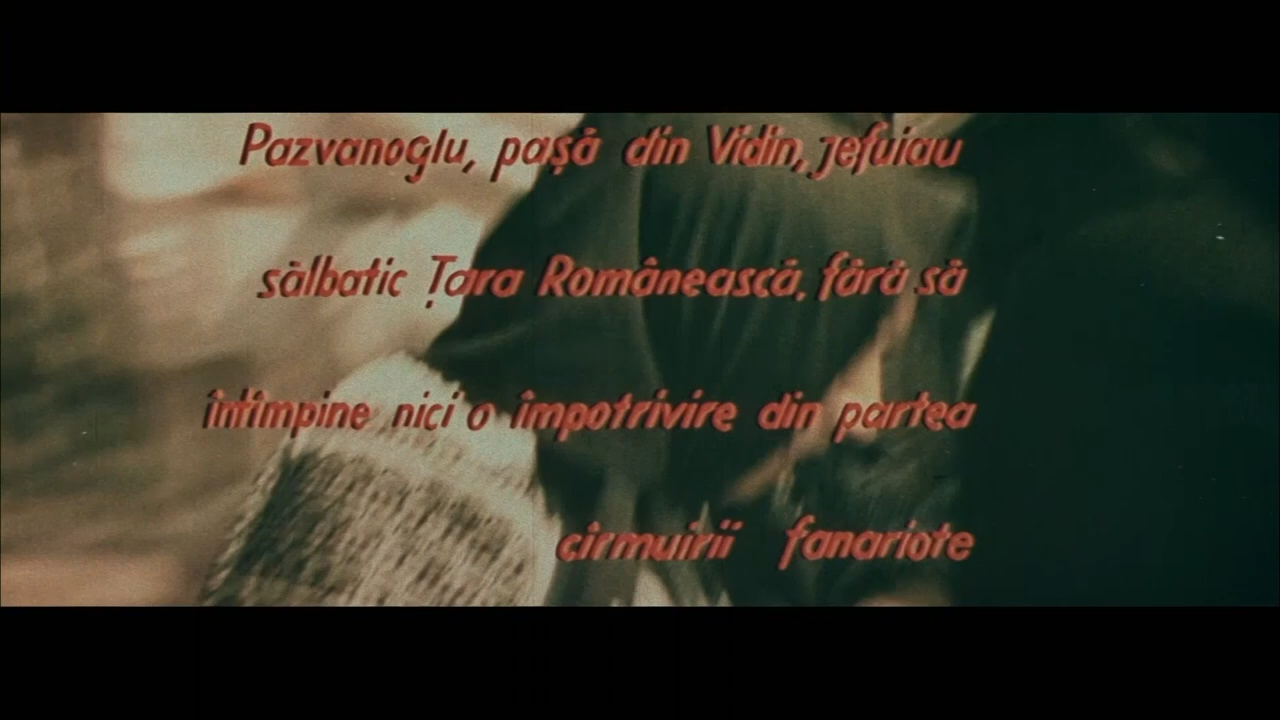 Pazvanoglu, pașă din Vidin, jefuiau
sălbatic Țara Românească, fără să
întîmpine nici o împotrivire din partea
cîrmuirii fanariote